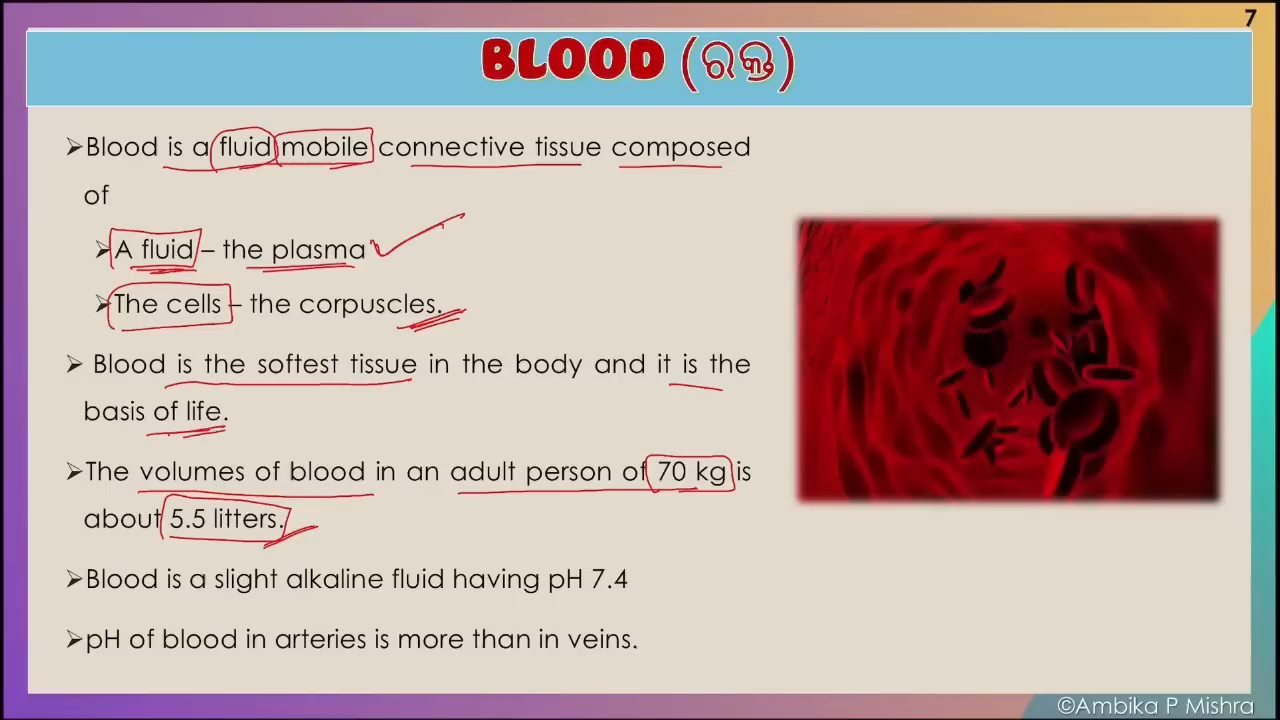 7
BLOOD (ରକ୍ତ)
➢Blood is a fluid mobile connective tissue composed
of
➢A fluid – the plasma
➢The cells – the corpuscles.
➢ Blood is the softest tissue in the body and it is the
basis of life.
➢The volumes of blood in an adult person of 70 kg is
about 5.5 litters.
➢Blood is a slight alkaline fluid having pH 7.4
➢pH of blood in arteries is more than in veins.
©Ambika P Mishra